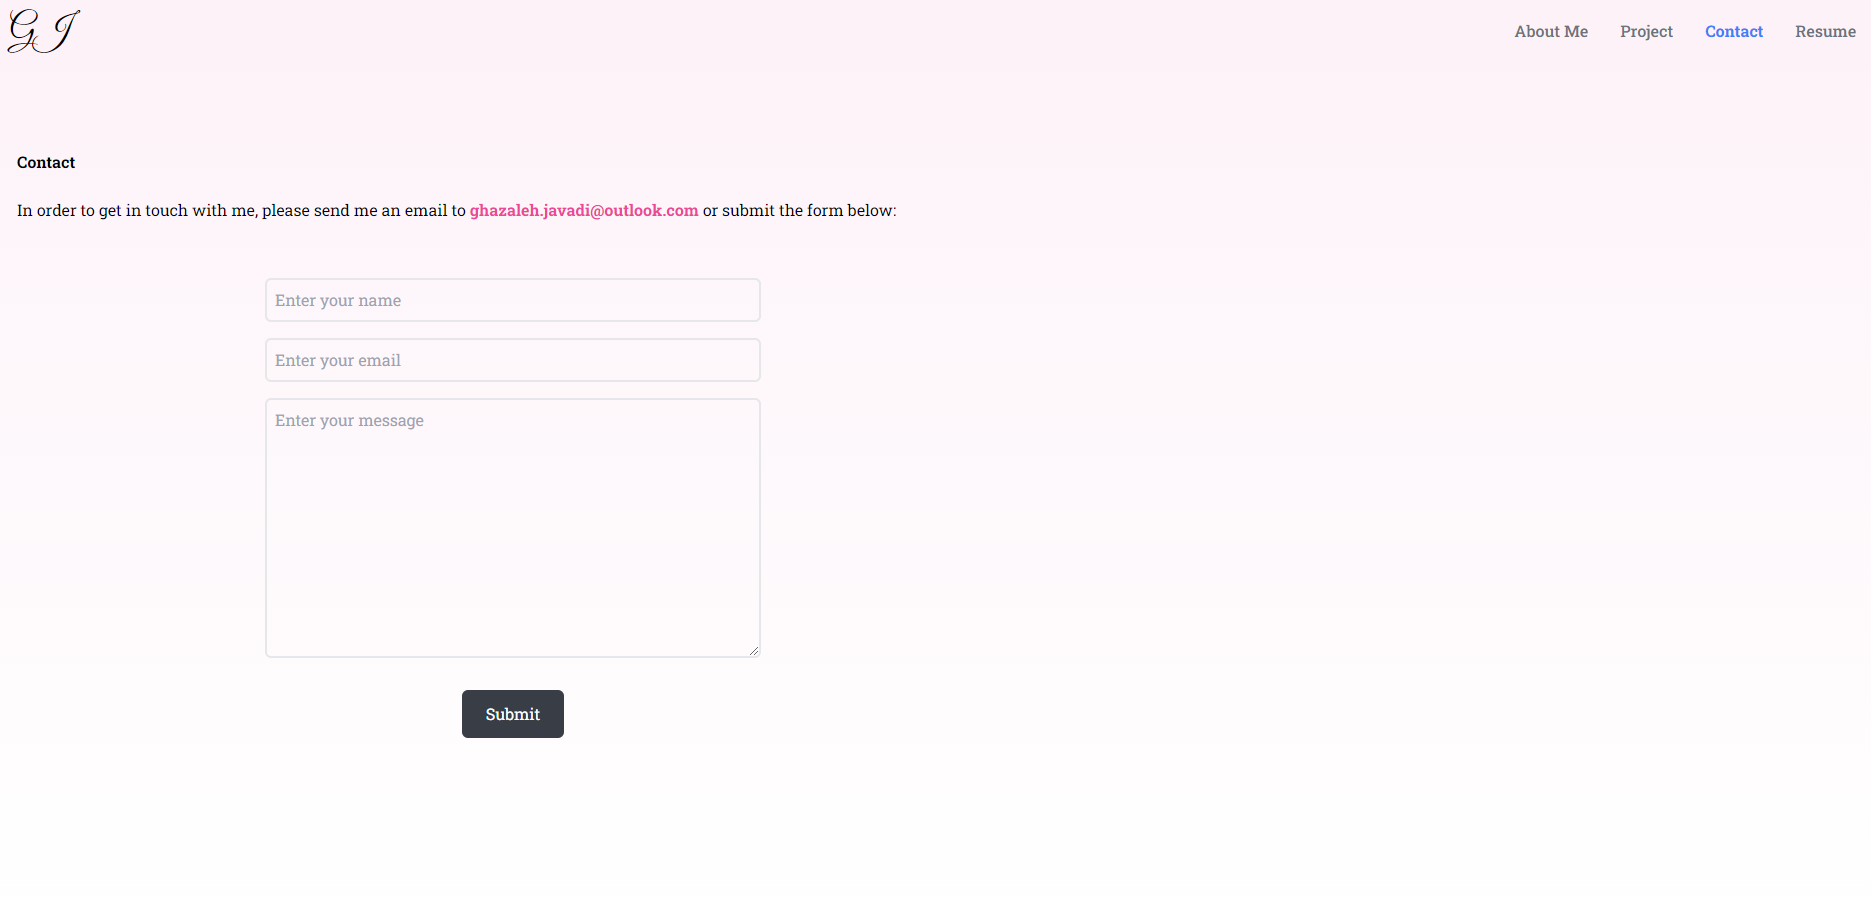 GJ
About Me Project Contact Resume
Contact
In order to get in touch with me, please send me an email to ghazaleh.javadi@outlook.com or submit the form below:
Enter your name
Enter your email
Enter your message
Submit